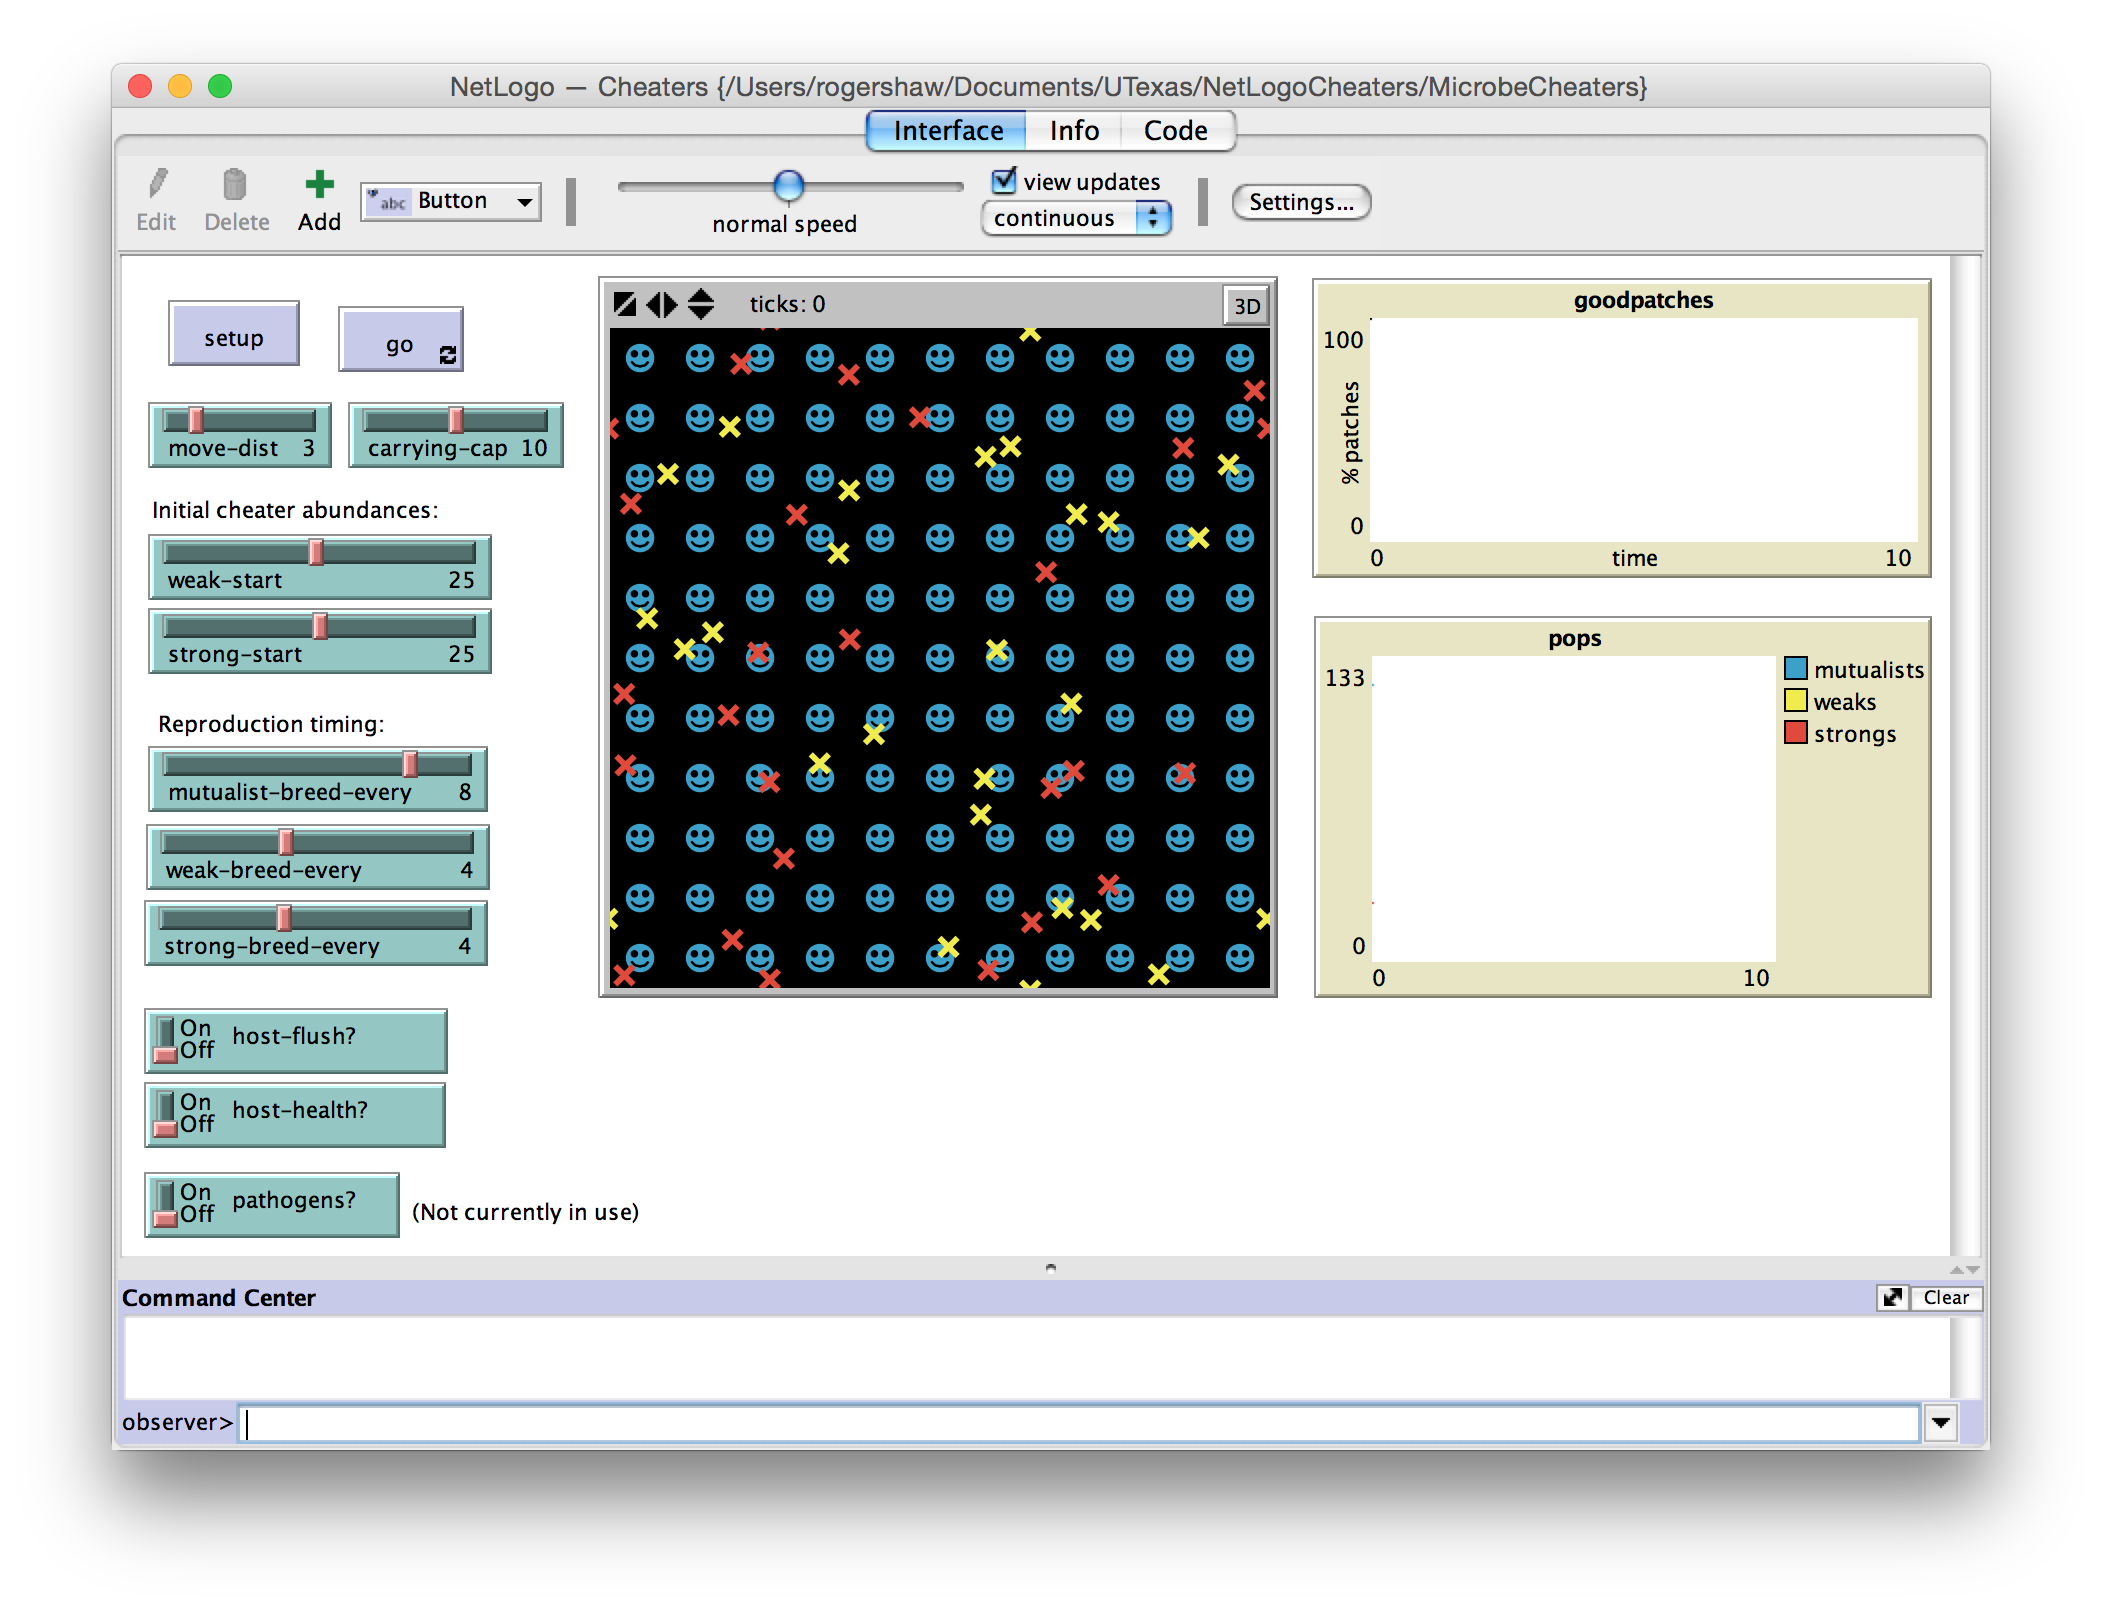 NetLogo — Cheaters {/Users/rogershaw/Documents/UTexas/NetLogoCheaters/MicrobeCheaters}
Interface Info Code
Edit Delete Add abc Button normal speed view updates continuous Settings...
setup go
move-dist 3 carrying-cap 10
Initial cheater abundances:
weak-start 25
strong-start 25
Reproduction timing:
mutualist-breed-every 8
weak-breed-every 4
strong-breed-every 4
On Off host-flush?
On Off host-health?
On Off pathogens? (Not currently in use)
ticks: 0 3D
goodpatches
100
% patches
0
0 time 10
pops
133
0
0 10
mutualists
weaks
strongs
Command Center Clear
observer>